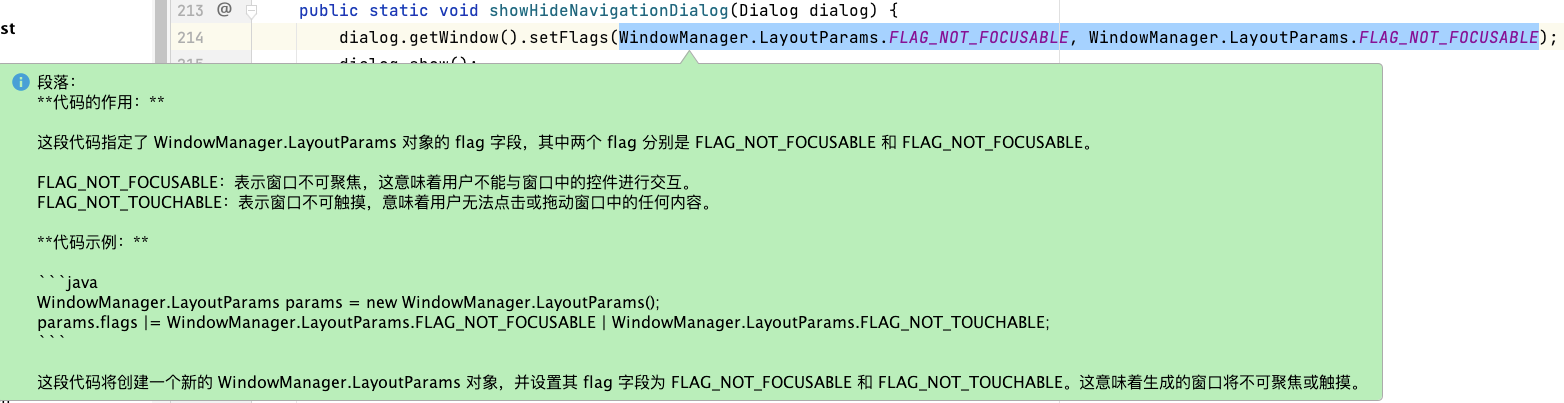 213 @ public static void showHideNavigationDialog(Dialog dialog) {
st
214 dialog.getWindow().setFlags(WindowManager.LayoutParams.FLAG_NOT_FOCUSABLE, WindowManager.LayoutParams.FLAG_NOT_FOCUSABLE);
215 dialog.show();
段落：
**代码的作用：**
这段代码指定了 WindowManager.LayoutParams 对象的 flag 字段，其中两个 flag 分别是 FLAG_NOT_FOCUSABLE 和 FLAG_NOT_FOCUSABLE。
FLAG_NOT_FOCUSABLE：表示窗口不可聚焦，这意味着用户不能与窗口中的控件进行交互。
FLAG_NOT_TOUCHABLE：表示窗口不可触摸，意味着用户无法点击或拖动窗口中的任何内容。
**代码示例：**
```java
WindowManager.LayoutParams params = new WindowManager.LayoutParams();
params.flags |= WindowManager.LayoutParams.FLAG_NOT_FOCUSABLE | WindowManager.LayoutParams.FLAG_NOT_TOUCHABLE;
```
这段代码将创建一个新的 WindowManager.LayoutParams 对象，并设置其 flag 字段为 FLAG_NOT_FOCUSABLE 和 FLAG_NOT_TOUCHABLE。这意味着生成的窗口将不可聚焦或触摸。